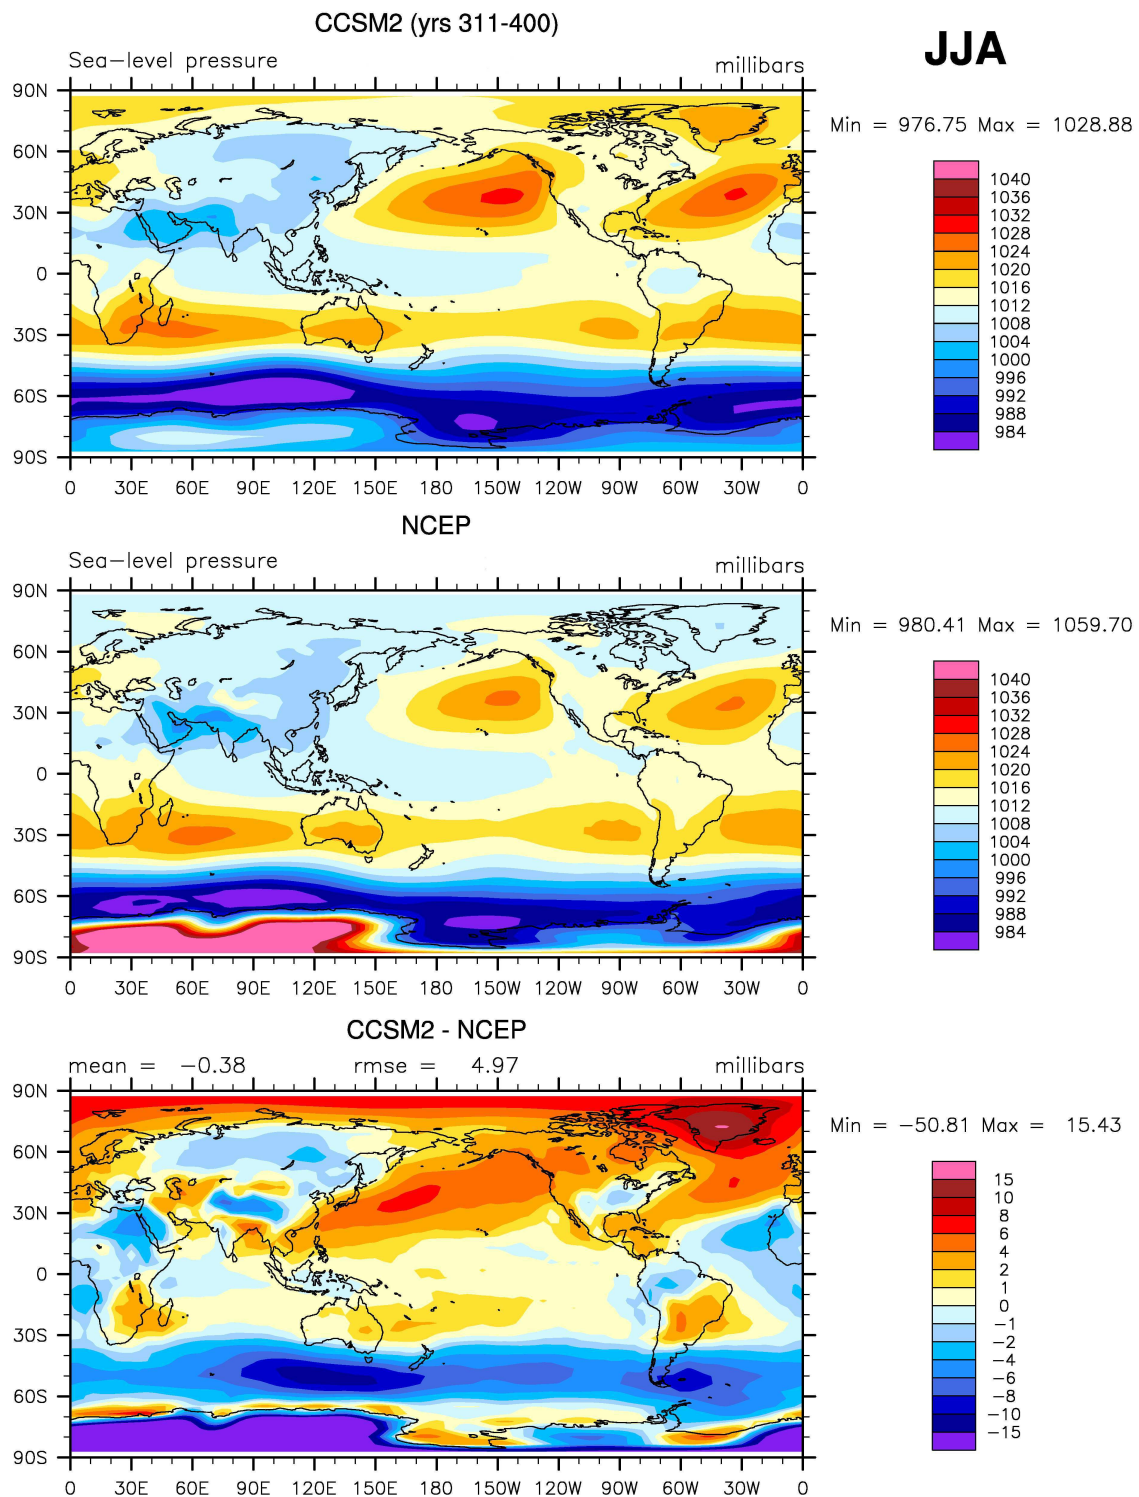 CCSM2 (yrs 311-400)
JJA
Sea-level pressure millibars
Min = 976.75 Max = 1028.88
90N
60N
30N
0
30S
60S
90S
0 30E 60E 90E 120E 150E 180 150W 120W 90W 60W 30W 0
1040
1036
1032
1028
1024
1020
1016
1012
1008
1004
1000
996
992
988
984
NCEP
Sea-level pressure millibars
Min = 980.41 Max = 1059.70
90N
60N
30N
0
30S
60S
90S
0 30E 60E 90E 120E 150E 180 150W 120W 90W 60W 30W 0
1040
1036
1032
1028
1024
1020
1016
1012
1008
1004
1000
996
992
988
984
CCSM2 - NCEP
mean = -0.38 rmse = 4.97 millibars
Min = -50.81 Max = 15.43
90N
60N
30N
0
30S
60S
90S
0 30E 60E 90E 120E 150E 180 150W 120W 90W 60W 30W 0
15
10
8
6
4
2
1
0
-1
-2
-4
-6
-8
-10
-15